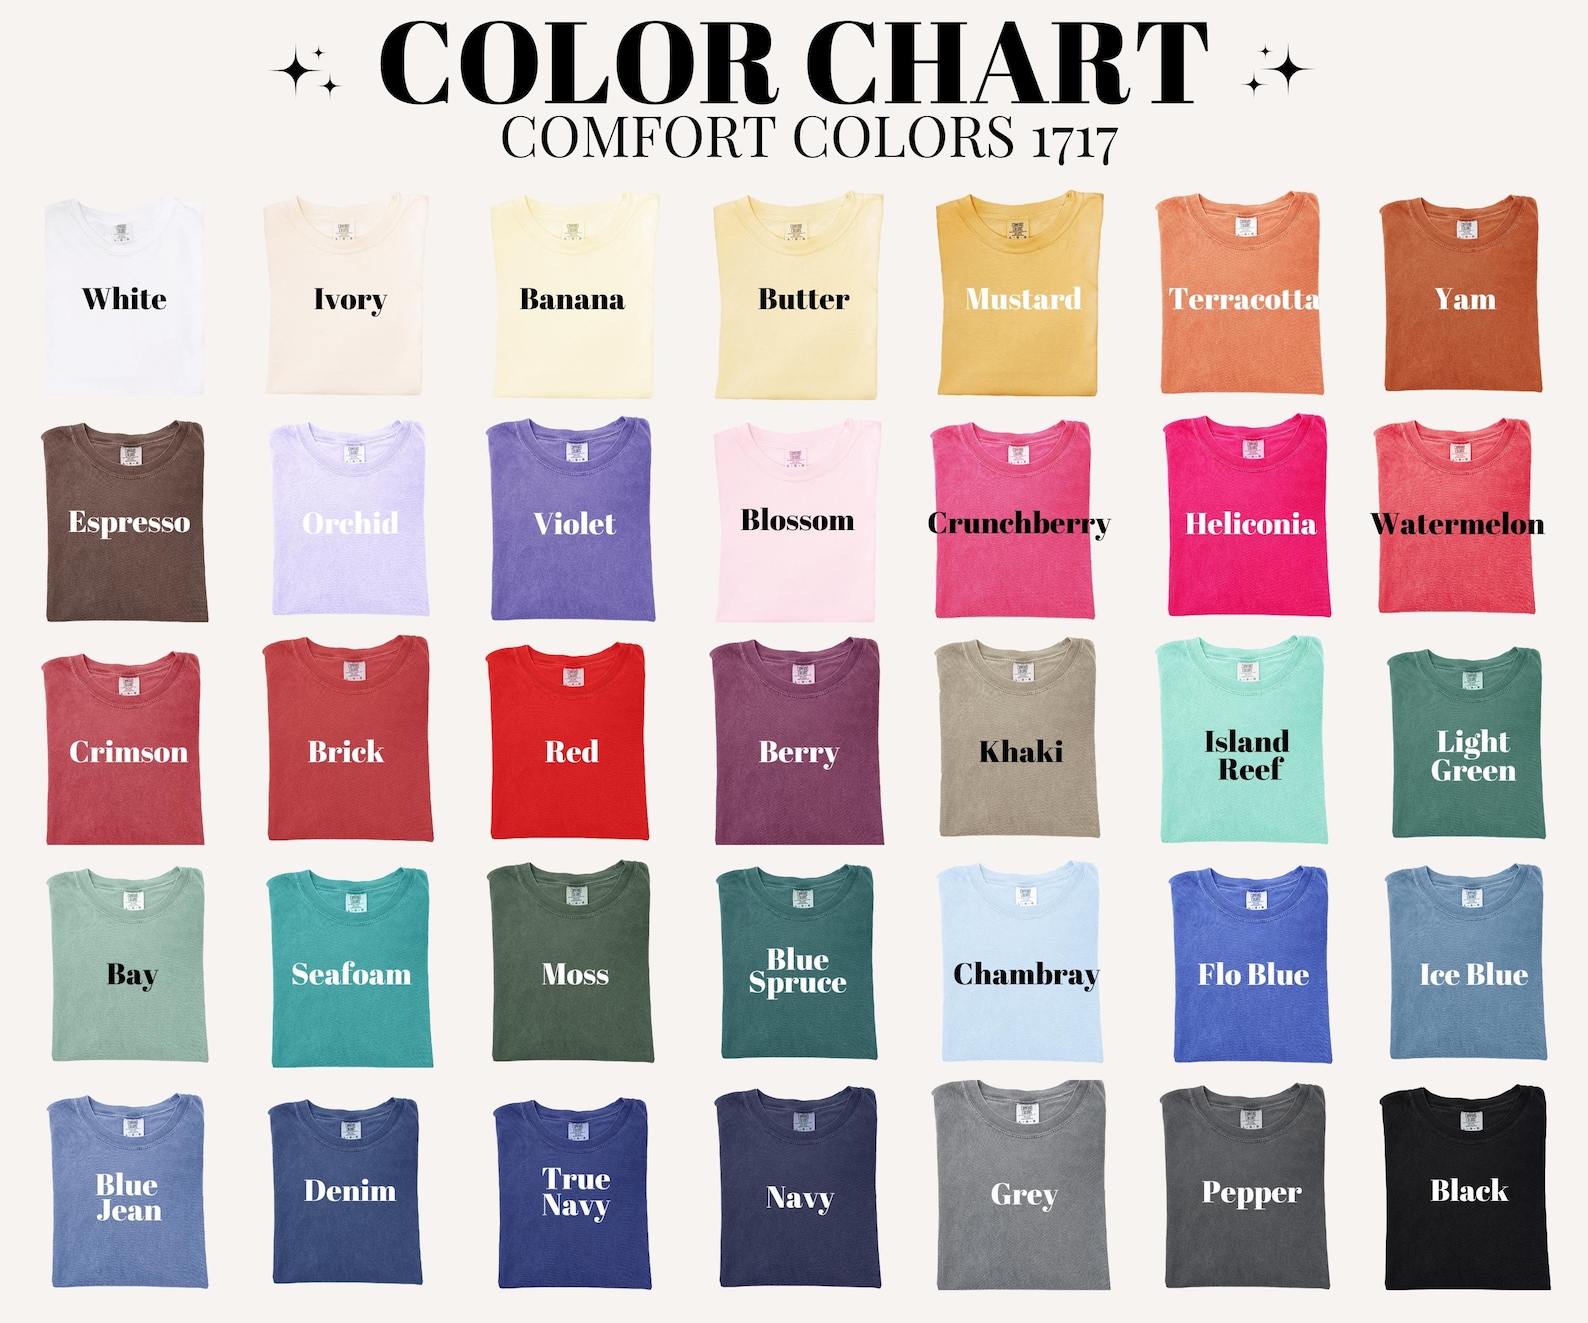 COLOR CHART
COMFORT COLORS 1717
White
Ivory
Banana
Butter
Mustard
Terracotta
Yam
Espresso
Orchid
Violet
Blossom
Crunchberry
Heliconia
Watermelon
Crimson
Brick
Red
Berry
Khaki
Island
Reef
Light
Green
Bay
Seafoam
Moss
Blue
Spruce
Chambray
Flo Blue
Ice Blue
Blue
Jean
Denim
True
Navy
Navy
Grey
Pepper
Black